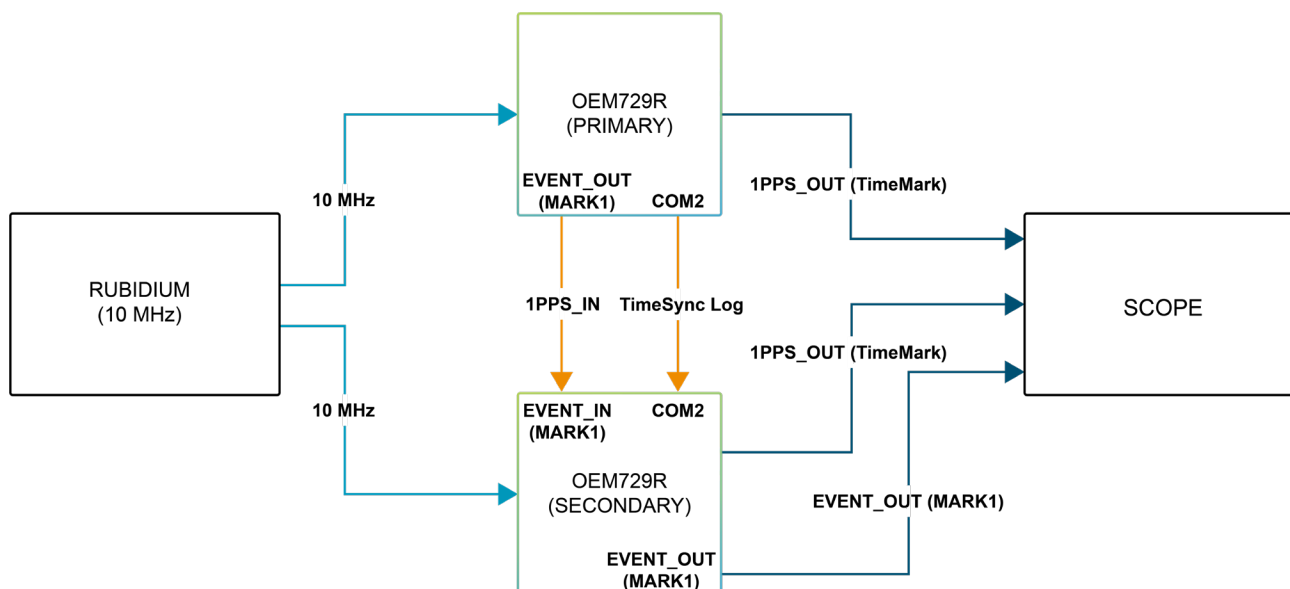 OEM729R
(PRIMARY)
EVENT_OUT
(MARK1)
COM2
10 MHz
1PPS_OUT (TimeMark)
RUBIDIUM
(10 MHz)
1PPS_IN
TimeSync Log
SCOPE
1PPS_OUT (TimeMark)
10 MHz
EVENT_IN
(MARK1)
COM2
OEM729R
(SECONDARY)
EVENT_OUT (MARK1)
EVENT_OUT
(MARK1)